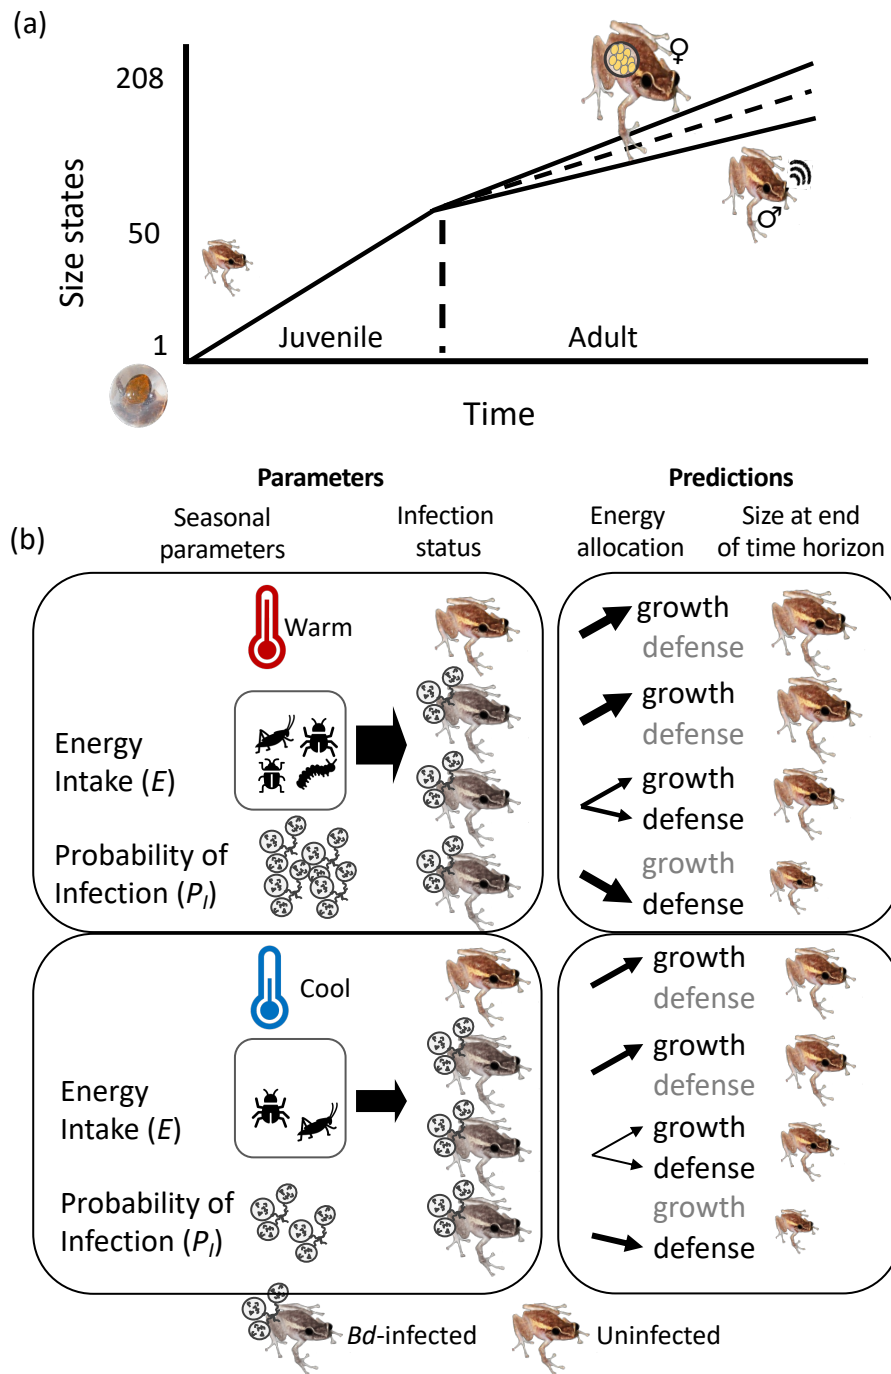 (a)
208
50
1
Size states
♀
♂
Juvenile
Adult
Time
Parameters
Predictions
(b)
Seasonal
parameters
Infection
status
Energy
allocation
Size at end
of time horizon
Warm
Energy
Intake (E)
Probability of
Infection (P_I)
growth
defense
growth
defense
growth
defense
growth
defense
Cool
Energy
Intake (E)
Probability of
Infection (P_I)
growth
defense
growth
defense
growth
defense
growth
defense
Bd-infected
Uninfected